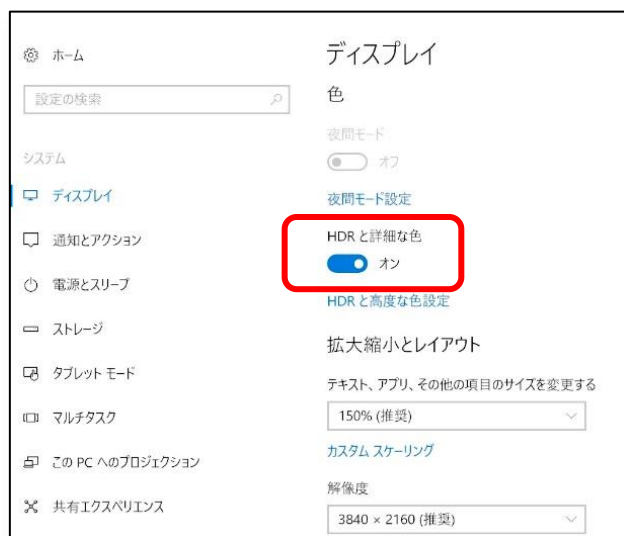 ホーム
設定の検索
システム
ディスプレイ
通知とアクション
電源とスリープ
ストレージ
タブレット モード
マルチタスク
この PC へのプロジェクション
共有エクスペリエンス
ディスプレイ
色
夜間モード
オフ
夜間モード設定
HDR と詳細な色
オン
HDR と高度な色設定
拡大縮小とレイアウト
テキスト、アプリ、その他の項目のサイズを変更する
150% (推奨)
カスタム スケーリング
解像度
3840 × 2160 (推奨)